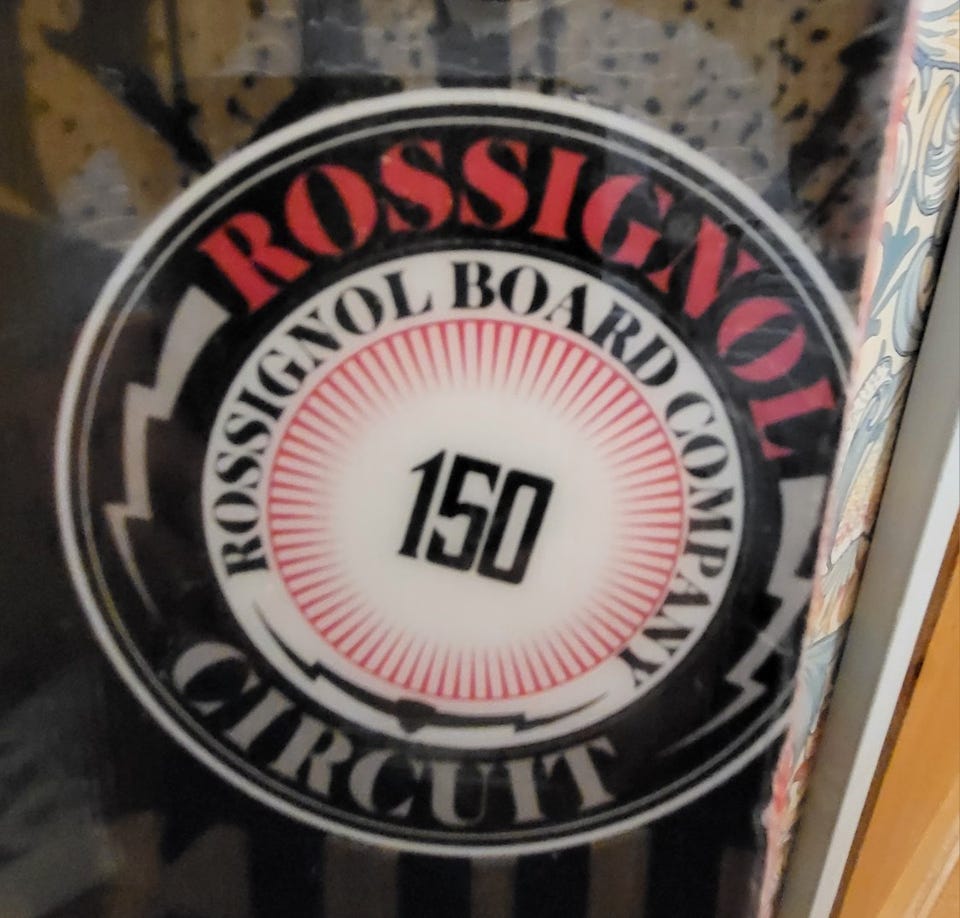 ROSSIGNOL
ROSSIGNOL BOARD COMPANY
150
CIRCUIT